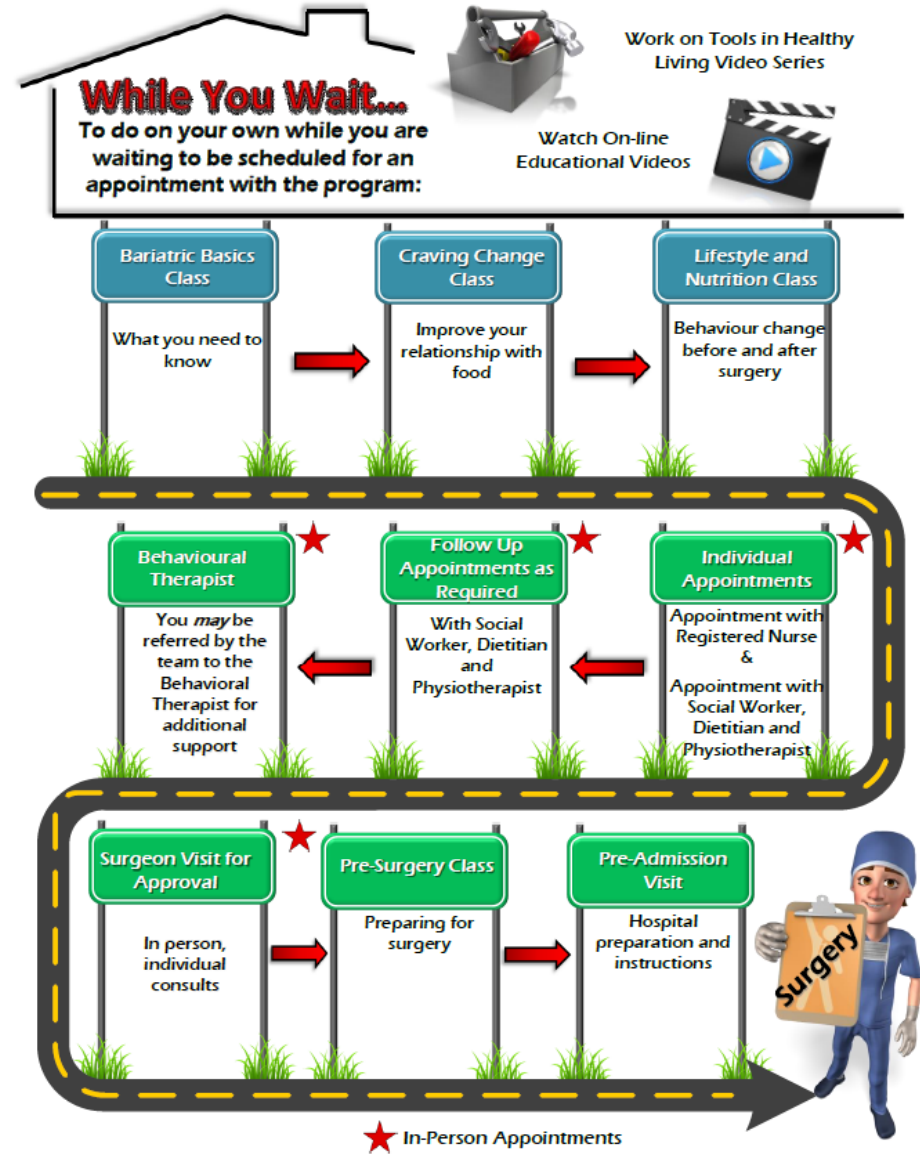 While You Wait...
To do on your own while you are
waiting to be scheduled for an
appointment with the program:
Work on Tools in Healthy
Living Video Series
Watch On-line
Educational Videos
Bariatric Basics
Class
What you need to
know
Craving Change
Class
Improve your
relationship with
food
Lifestyle and
Nutrition Class
Behaviour change
before and after
surgery
Individual
Appointments
Appointment with
Registered Nurse
&
Appointment with
Social Worker,
Dietitian and
Physiotherapist
Follow Up
Appointments as
Required
With Social
Worker, Dietitian
and
Physiotherapist
Behavioural
Therapist
You may be
referred by the
team to the
Behavioral
Therapist for
additional
support
Surgeon Visit for
Approval
In person,
individual
consults
Pre-Surgery Class
Preparing for
surgery
Pre-Admission
Visit
Hospital
preparation and
instructions
Surgery
In-Person Appointments